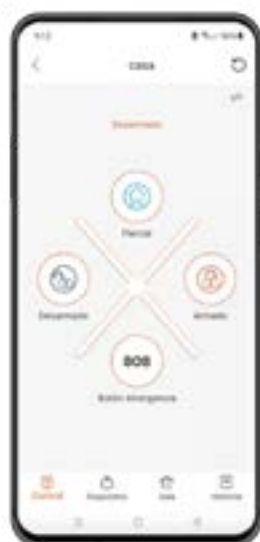 casa
Desarmado
Parcial
Desarmado
Armado
SOS
Botón emergencia
Control
Dispositivo
Sala
Historial